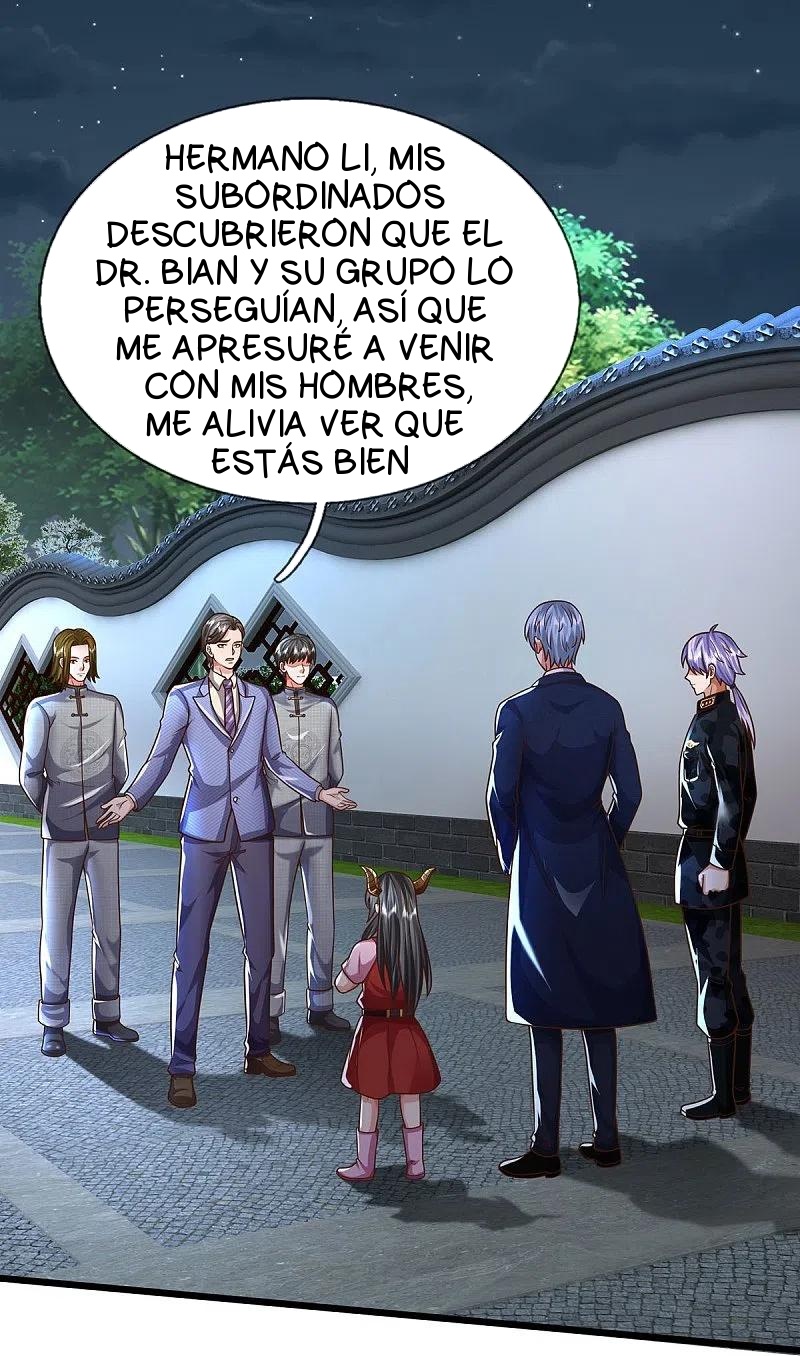 HERMANO LI, MIS
SUBORDINADOS
DESCUBRIERON QUE EL
DR. BIAN Y SU GRUPO LO
PERSEGUÍAN, ASÍ QUE
ME APRESURÉ A VENIR
CON MIS HOMBRES,
ME ALIVIA VER QUE
ESTÁS BIEN